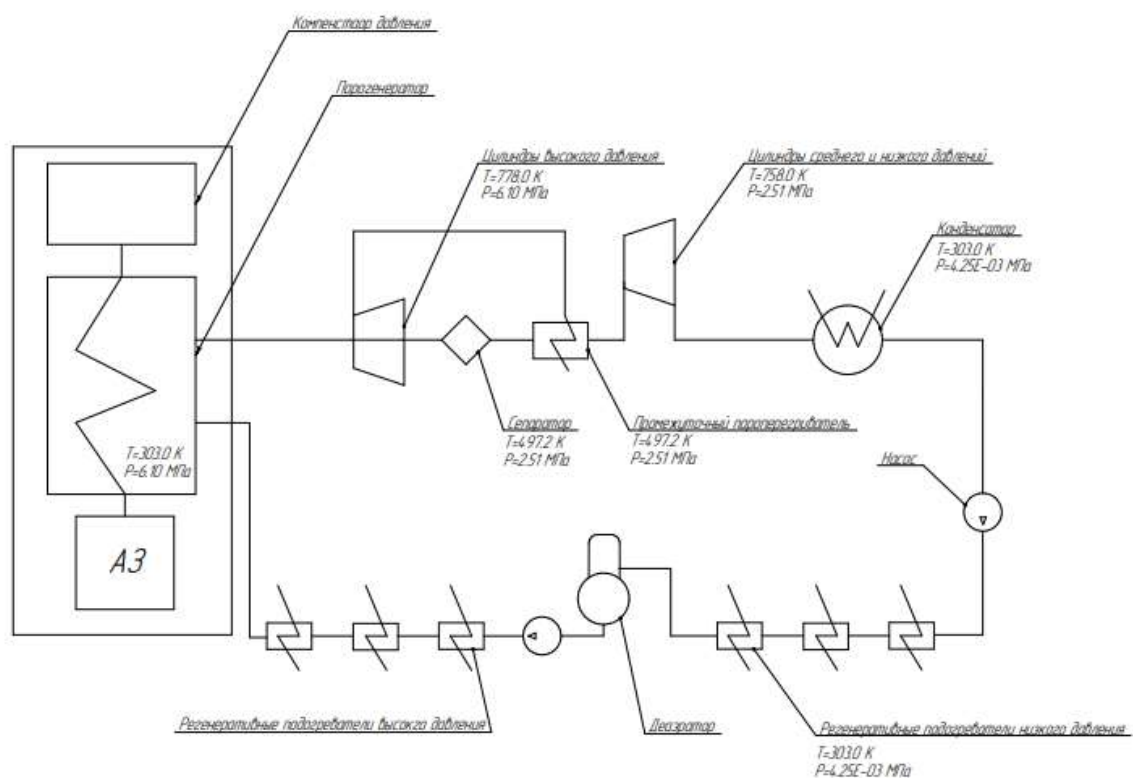 Компенстаор давления
Парогенератор
Цилиндры высокого давления
T=778.0 K
P=6.10 МПа
Цилиндры среднего и низкого давлений
T=758.0 K
P=2.51 МПа
Конденсатор
T=303.0 K
P=4.25E-03 МПа
Сепаратор
T=497.2 K
P=2.51 МПа
Промежуточный пароперегриватель
T=497.2 K
P=2.51 МПа
T=303.0 K
P=6.10 МПа
Насос
АЗ
Регенеративные подогреватели высокго давления
Деаэратор
Регенеративные подогреватели низкого давления
T=303.0 K
P=4.25E-03 МПа